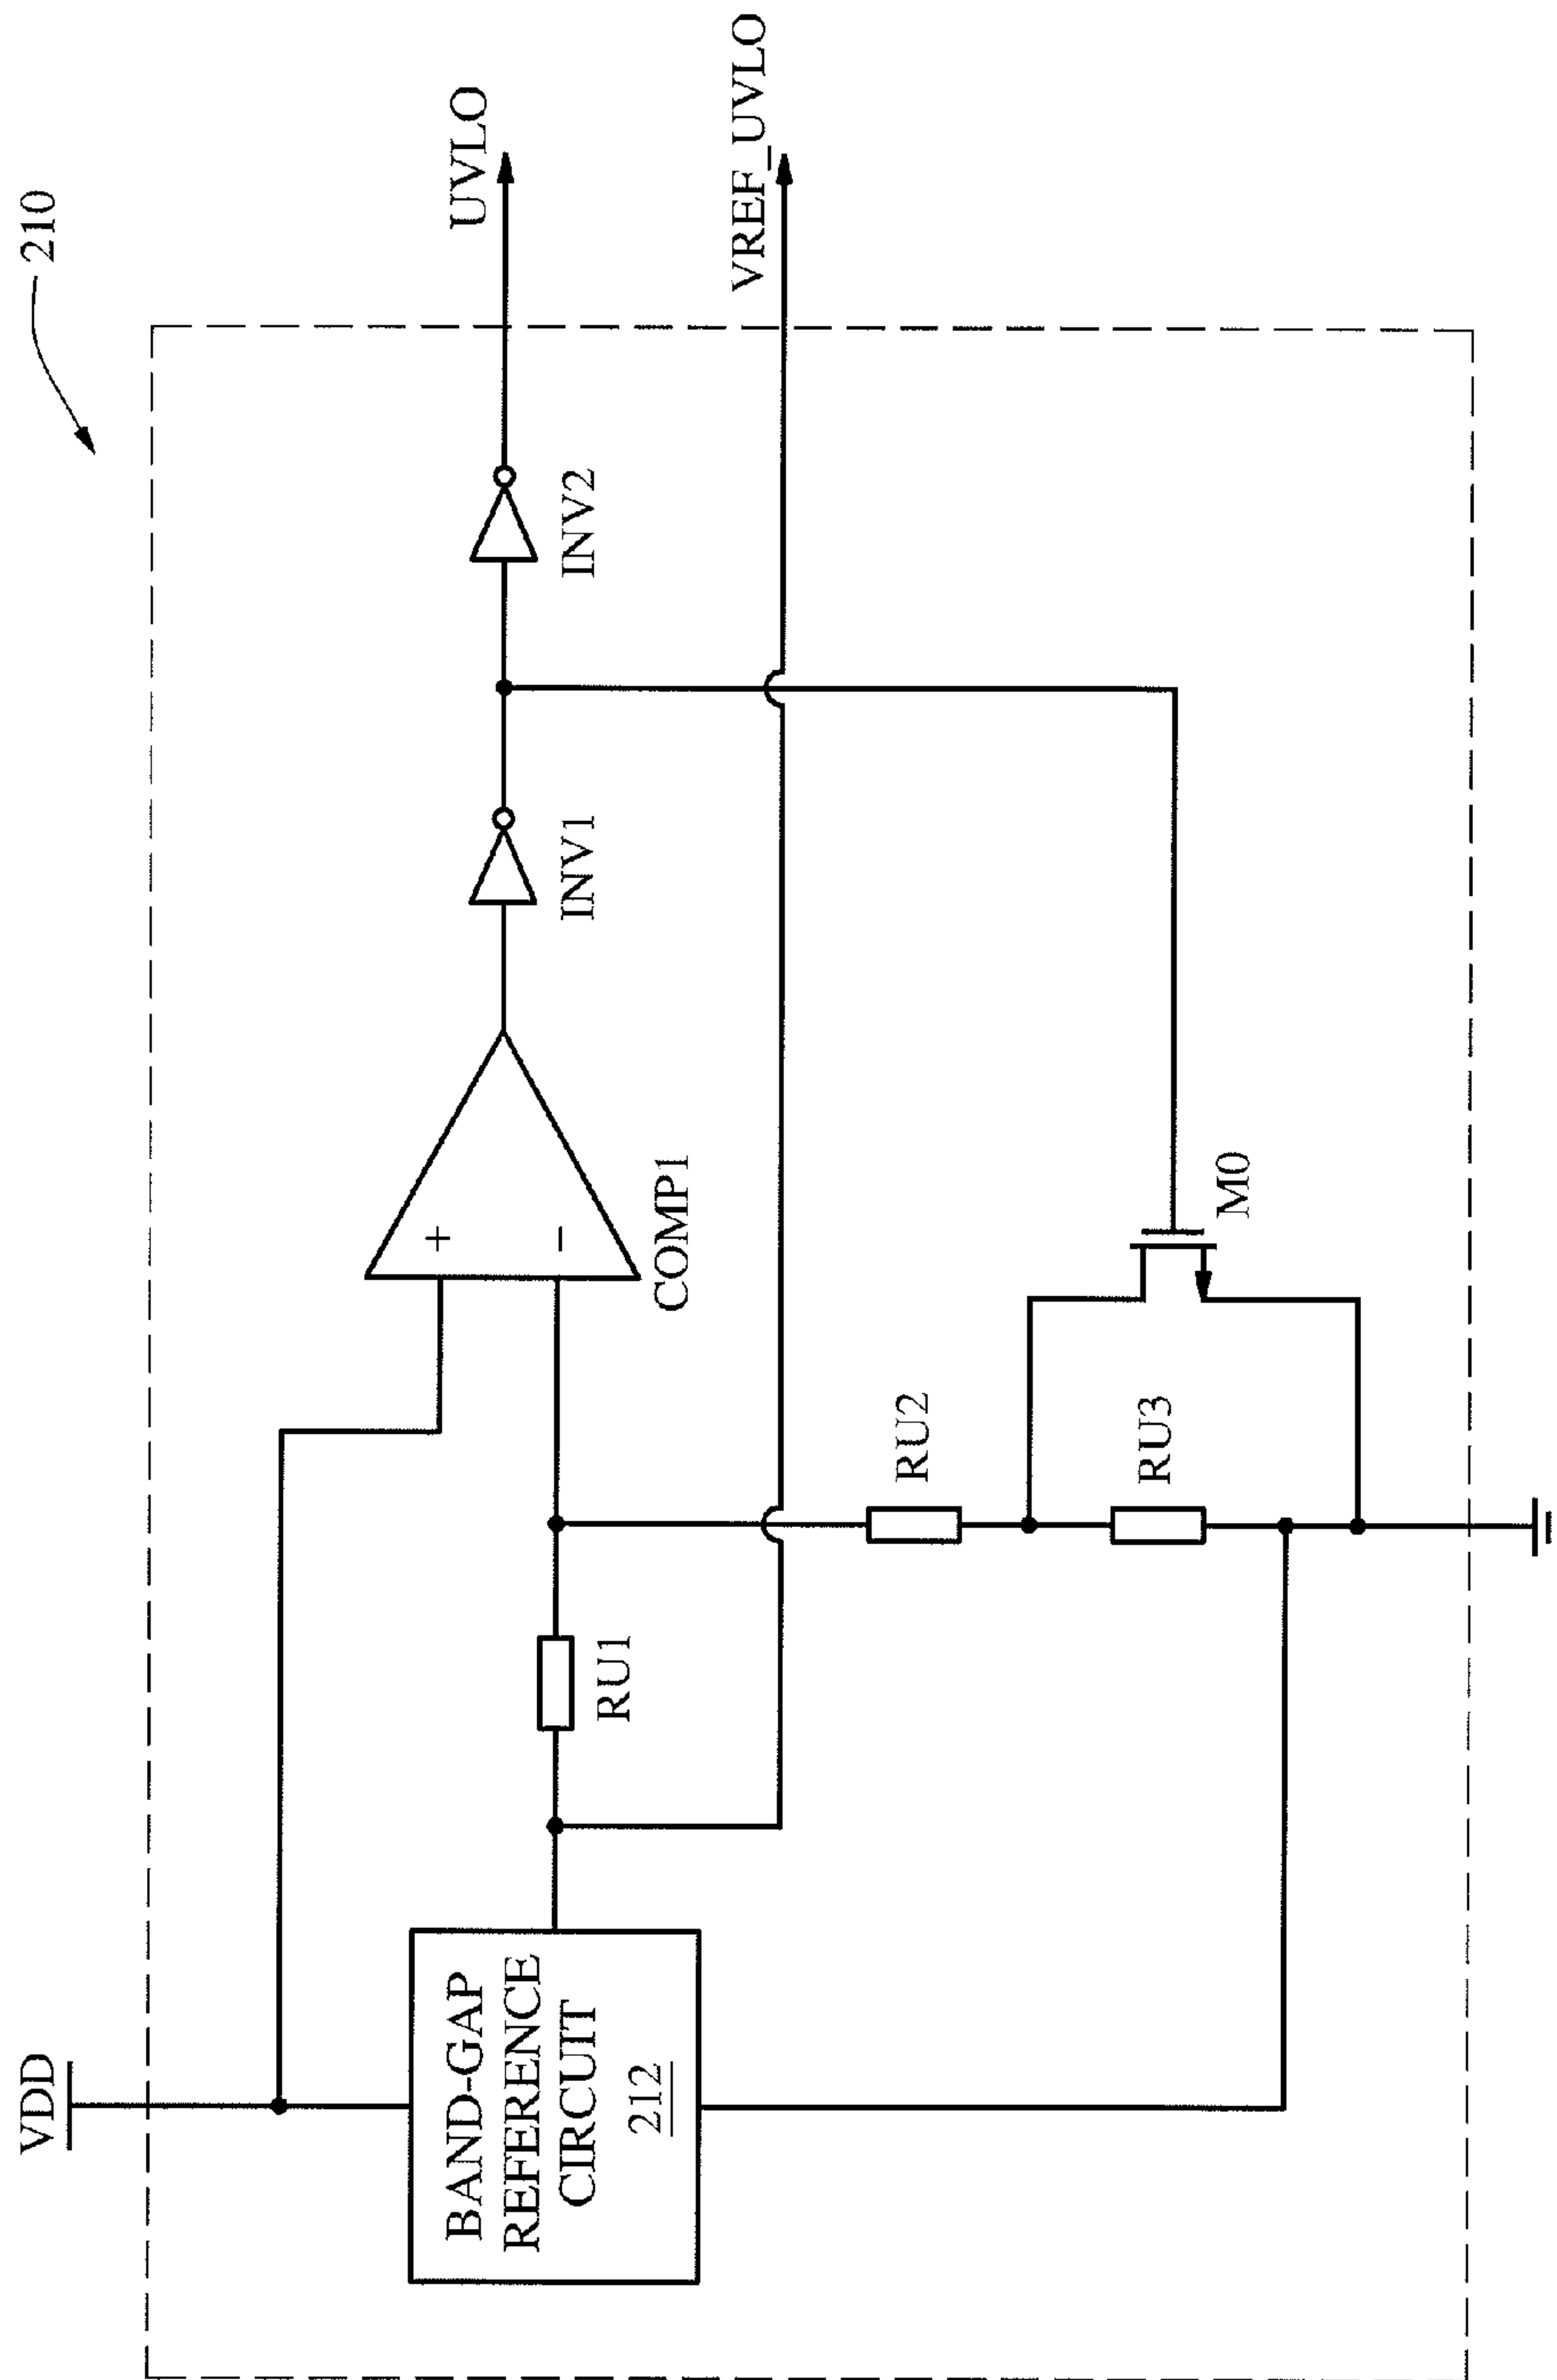 210
VDD
BAND-GAP
REFERENCE
CIRCUIT
212
RU1
+
-
COMP1
INV1
INV2
UVLO
VREF_UVLO
RU2
RU3
M0